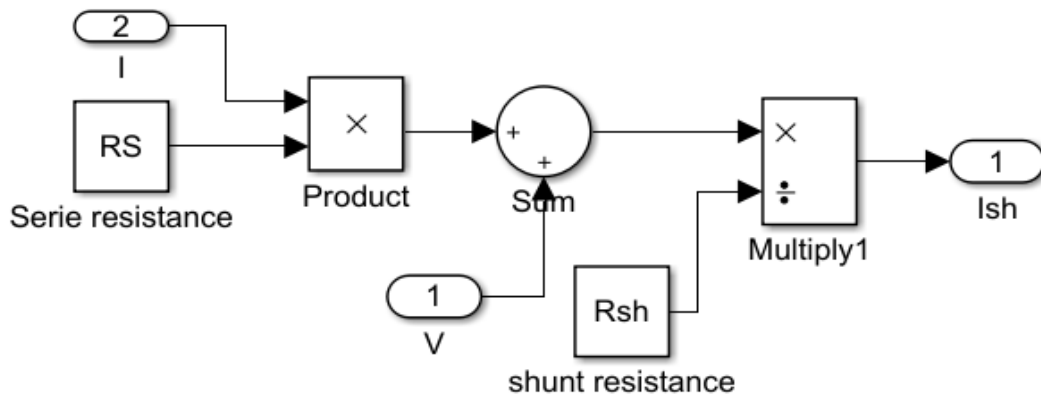 2
I
RS
Serie resistance
×
Product
+
+
Sum
1
V
Rsh
shunt resistance
×
÷
Multiply1
1
Ish